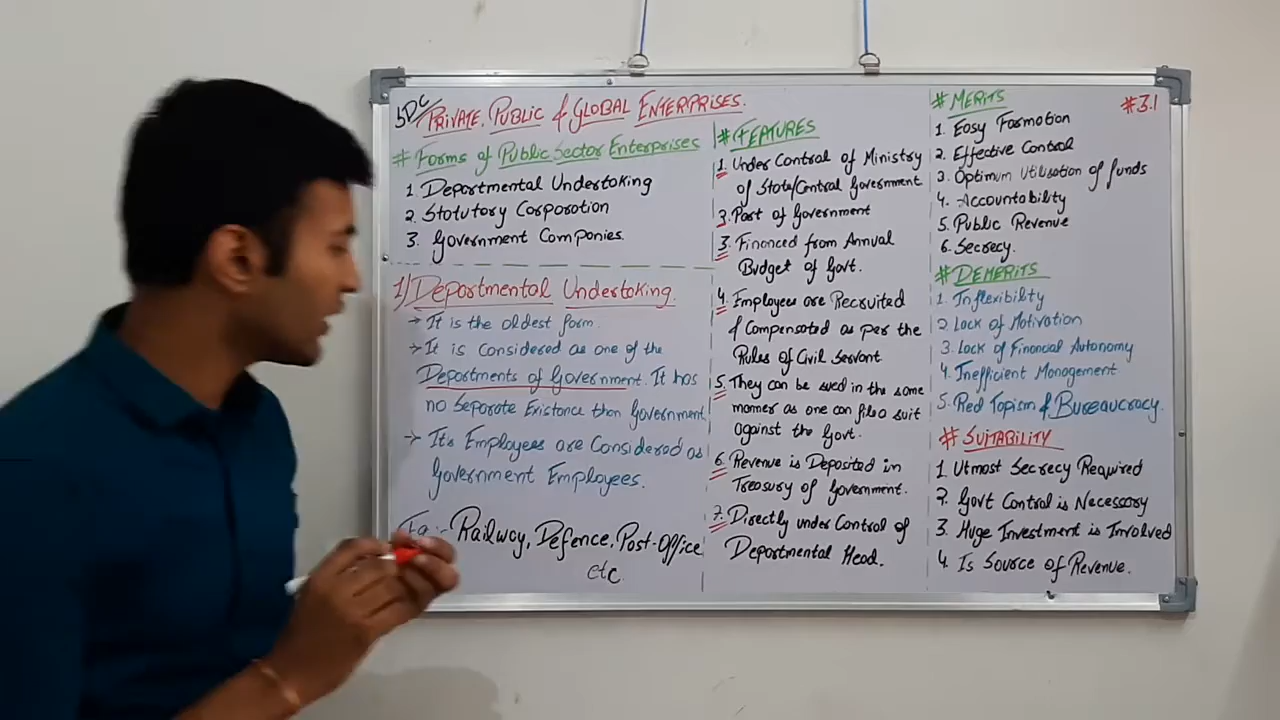 SDC/ PRIVATE, PUBLIC & GLOBAL ENTERPRISES.
# Forms of Public Sector Enterprises
1. Departmental Undertaking
2. Statutory Corporation
3. Government Companies.
1) Departmental Undertaking.
→ It is the oldest form.
→ It is considered as one of the
Departments of Government. It has
no Separate Existance than Government
→ It's Employees are Considered as
Government Employees.
Eg:- Railway, Defence, Post-Office
etc.
# FEATURES
1. Under Control of Ministry
of State/Central Government
2. Part of Government
3. Financed from Annual
Budget of Govt.
4. Employees are Recruited
& Compensated as per the
Rules of Civil Servant
5. They can be sued in the same
manner as one can file a suit
against the Govt.
6. Revenue is Deposited in
Treasury of Government.
7. Directly under Control of
Departmental Head.
#3.1
# MERITS
1. Easy Formation
2. Effective Control
3. Optimum Utilisation of funds
4. Accountability
5. Public Revenue
6. Secrecy.
# DEMERITS
1. Inflexibility
2. Lack of Motivation
3. Lack of Financial Autonomy
4. Inefficient Management
5. Red Tapism & Bureaucracy.
# SUITABILITY
1. Utmost Secrecy Required
2. Govt Control is Necessary
3. Huge Investment is Involved
4. Is Source of Revenue.